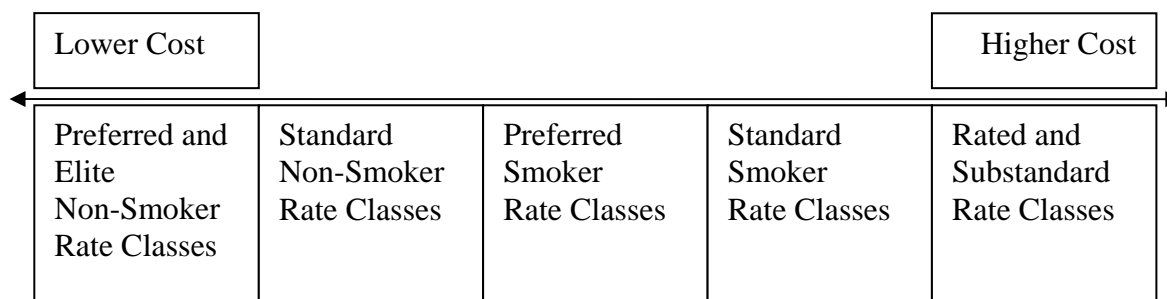 Lower Cost
Higher Cost
Preferred and
Elite
Non-Smoker
Rate Classes
Standard
Non-Smoker
Rate Classes
Preferred
Smoker
Rate Classes
Standard
Smoker
Rate Classes
Rated and
Substandard
Rate Classes